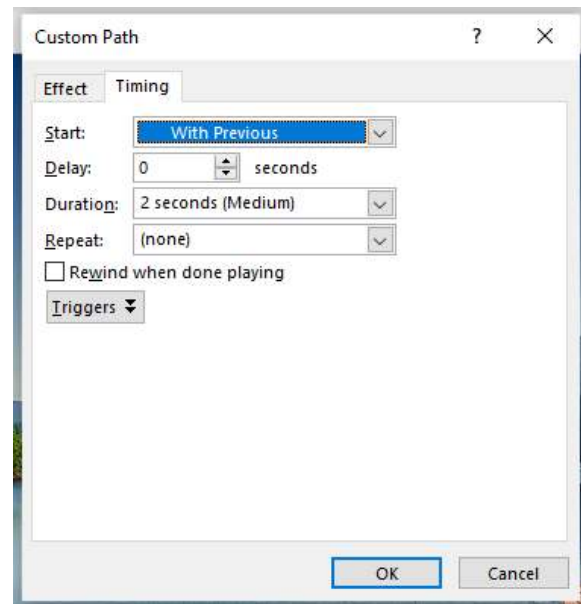 Custom Path ? ×
Effect Timing
Start: With Previous
Delay: 0 seconds
Duration: 2 seconds (Medium)
Repeat: (none)
Rewind when done playing
Triggers
OK Cancel